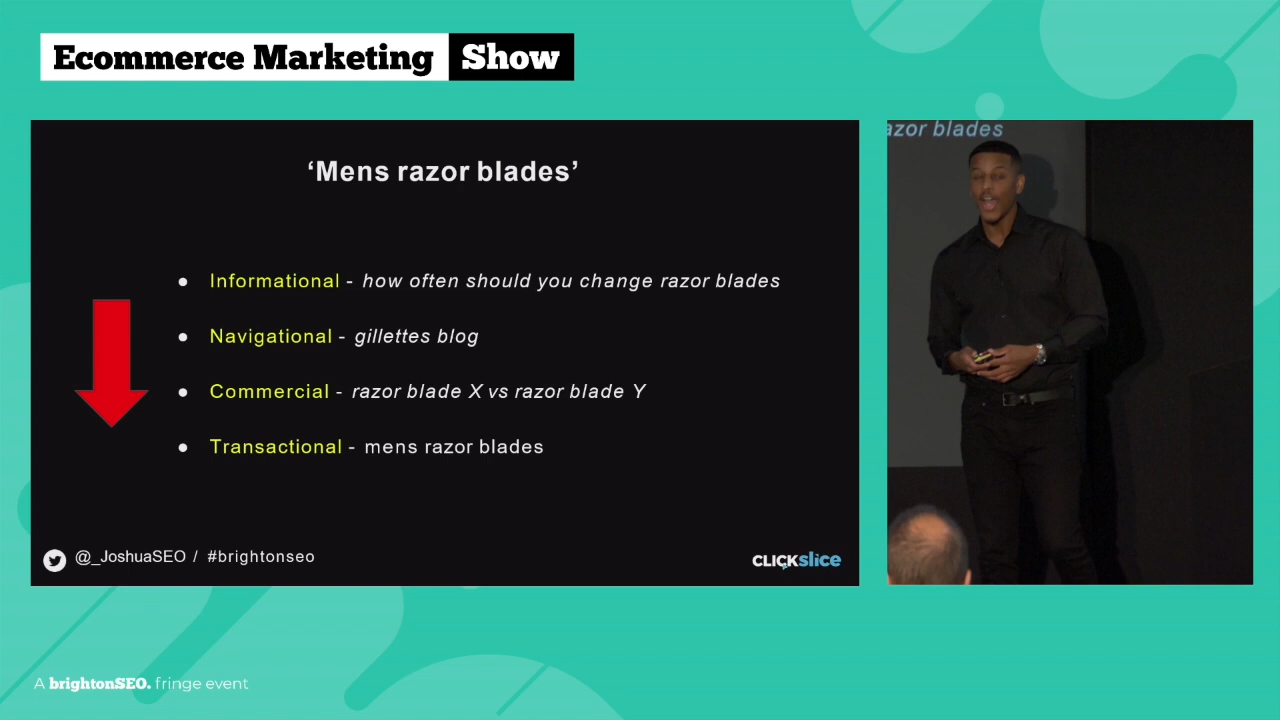 Ecommerce Marketing Show
‘Mens razor blades’
● Informational - how often should you change razor blades
● Navigational - gillettes blog
● Commercial - razor blade X vs razor blade Y
● Transactional - mens razor blades
@_JoshuaSEO / #brightonseo
CLICKslice
azor blades
A brightonSEO. fringe event